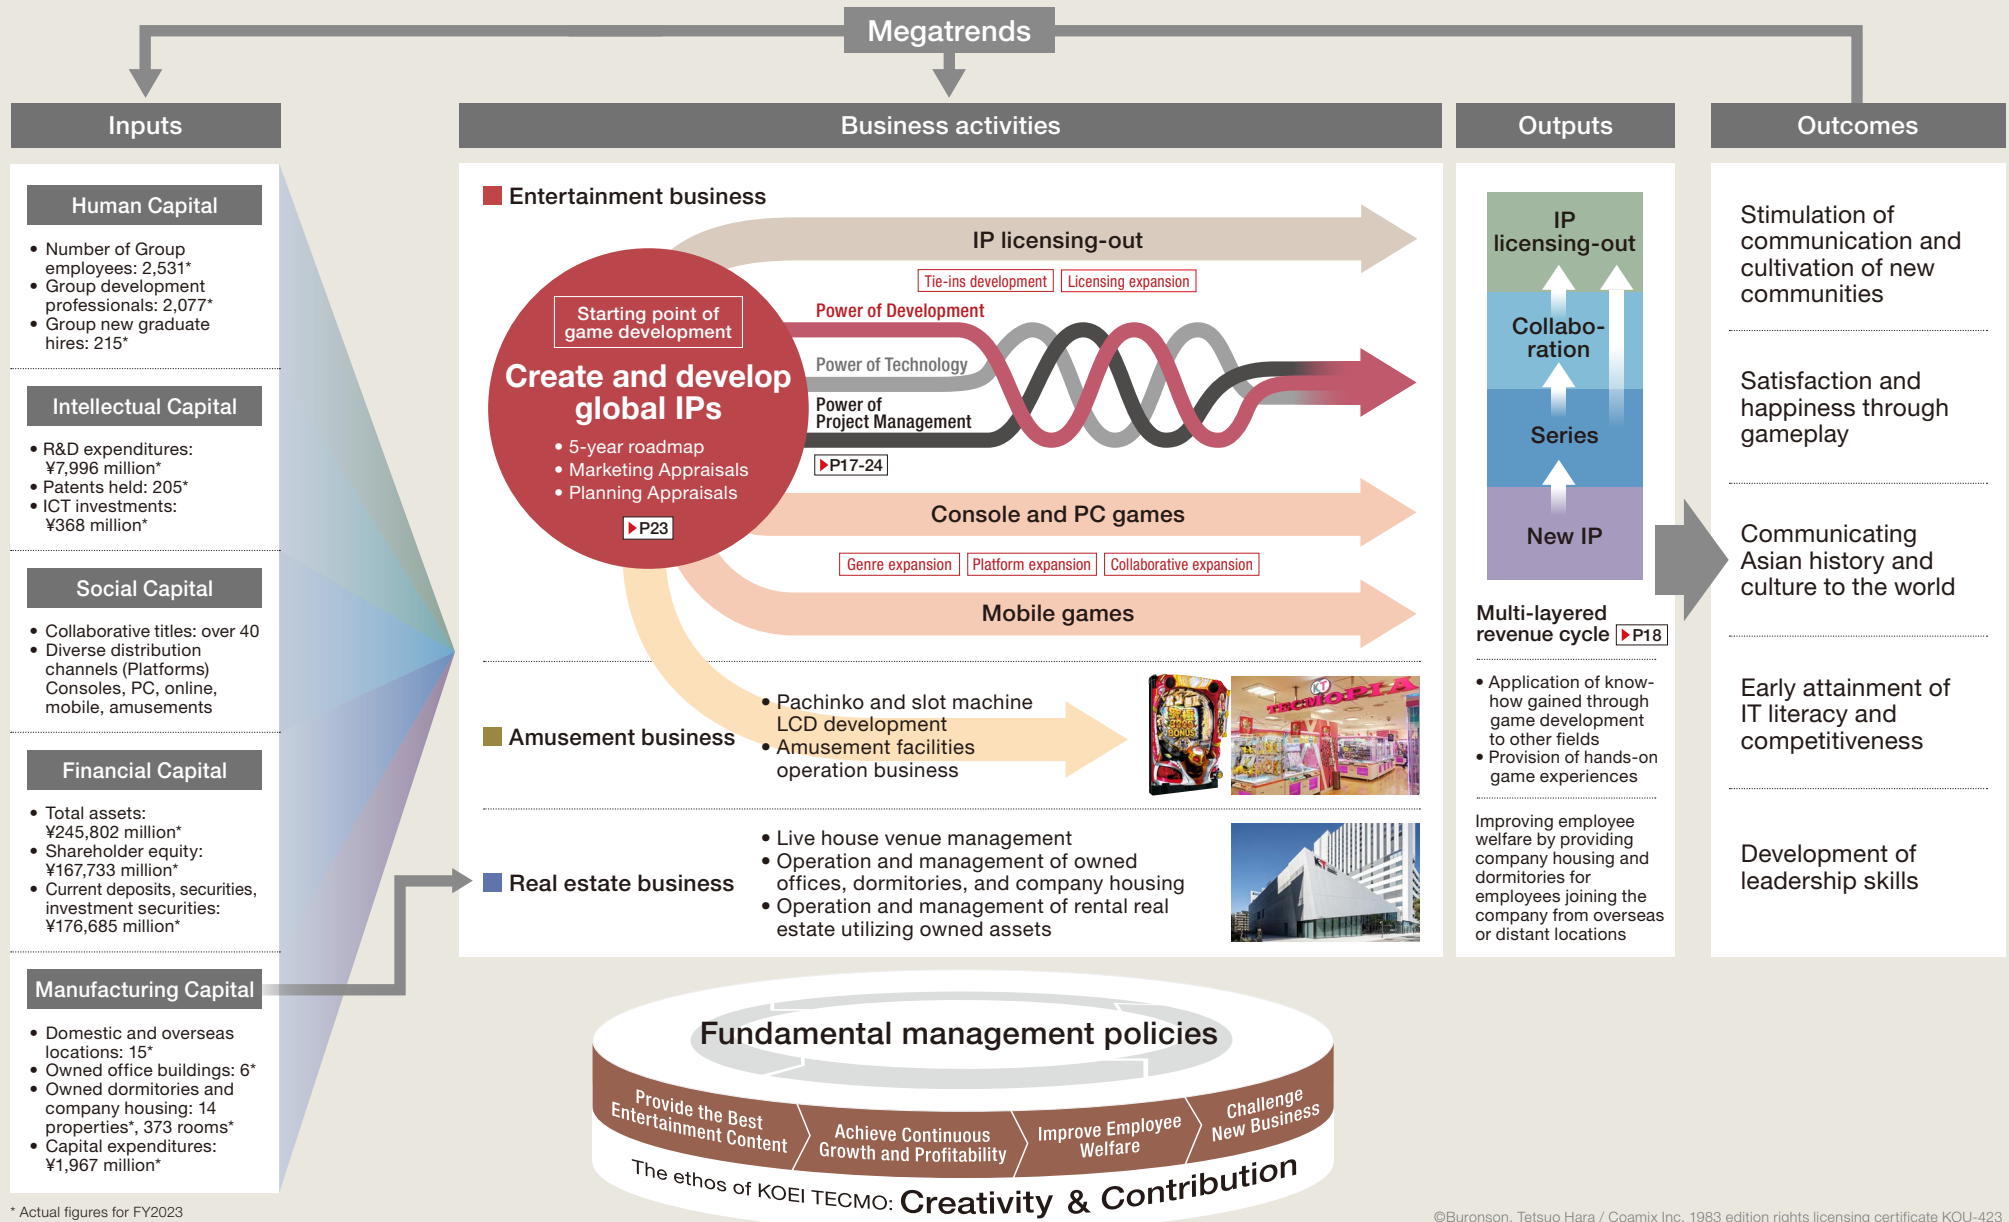 Megatrends
Inputs
Human Capital
• Number of Group
employees: 2,531*
• Group development
professionals: 2,077*
• Group new graduate
hires: 215*
Intellectual Capital
• R&D expenditures:
¥7,996 million*
• Patents held: 205*
• ICT investments:
¥368 million*
Social Capital
• Collaborative titles: over 40
• Diverse distribution
channels (Platforms)
Consoles, PC, online,
mobile, amusements
Financial Capital
• Total assets:
¥245,802 million*
• Shareholder equity:
¥167,733 million*
• Current deposits, securities,
investment securities:
¥176,685 million*
Manufacturing Capital
• Domestic and overseas
locations: 15*
• Owned office buildings: 6*
• Owned dormitories and
company housing: 14
properties*, 373 rooms*
• Capital expenditures:
¥1,967 million*
* Actual figures for FY2023
Business activities
Entertainment business
Starting point of
game development
Create and develop
global IPs
• 5-year roadmap
• Marketing Appraisals
• Planning Appraisals
P23
IP licensing-out
Tie-ins development
Licensing expansion
Power of Development
Power of Technology
Power of
Project Management
P17-24
Console and PC games
Genre expansion
Platform expansion
Collaborative expansion
Mobile games
Amusement business
• Pachinko and slot machine
LCD development
• Amusement facilities
operation business
BONUS
KT
TECMOPIA
Real estate business
• Live house venue management
• Operation and management of owned
offices, dormitories, and company housing
• Operation and management of rental real
estate utilizing owned assets
KT
Outputs
IP
licensing-out
Collabo-
ration
Series
New IP
Multi-layered
revenue cycle P18
• Application of know-
how gained through
game development
to other fields
• Provision of hands-on
game experiences
Improving employee
welfare by providing
company housing and
dormitories for
employees joining the
company from overseas
or distant locations
Outcomes
Stimulation of
communication and
cultivation of new
communities
Satisfaction and
happiness through
gameplay
Communicating
Asian history and
culture to the world
Early attainment of
IT literacy and
competitiveness
Development of
leadership skills
Fundamental management policies
Provide the Best
Entertainment Content
Achieve Continuous
Growth and Profitability
Improve Employee
Welfare
Challenge
New Business
The ethos of KOEI TECMO: Creativity & Contribution
©Buronson, Tetsuo Hara / Coamix Inc. 1983 edition rights licensing certificate KOU-423